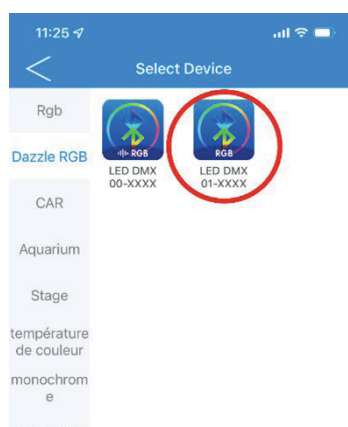 11:25
Select Device
Rgb
Dazzle RGB
CAR
Aquarium
Stage
température
de couleur
monochrom
e
RGB
LED DMX
00-XXXX
RGB
LED DMX
01-XXXX